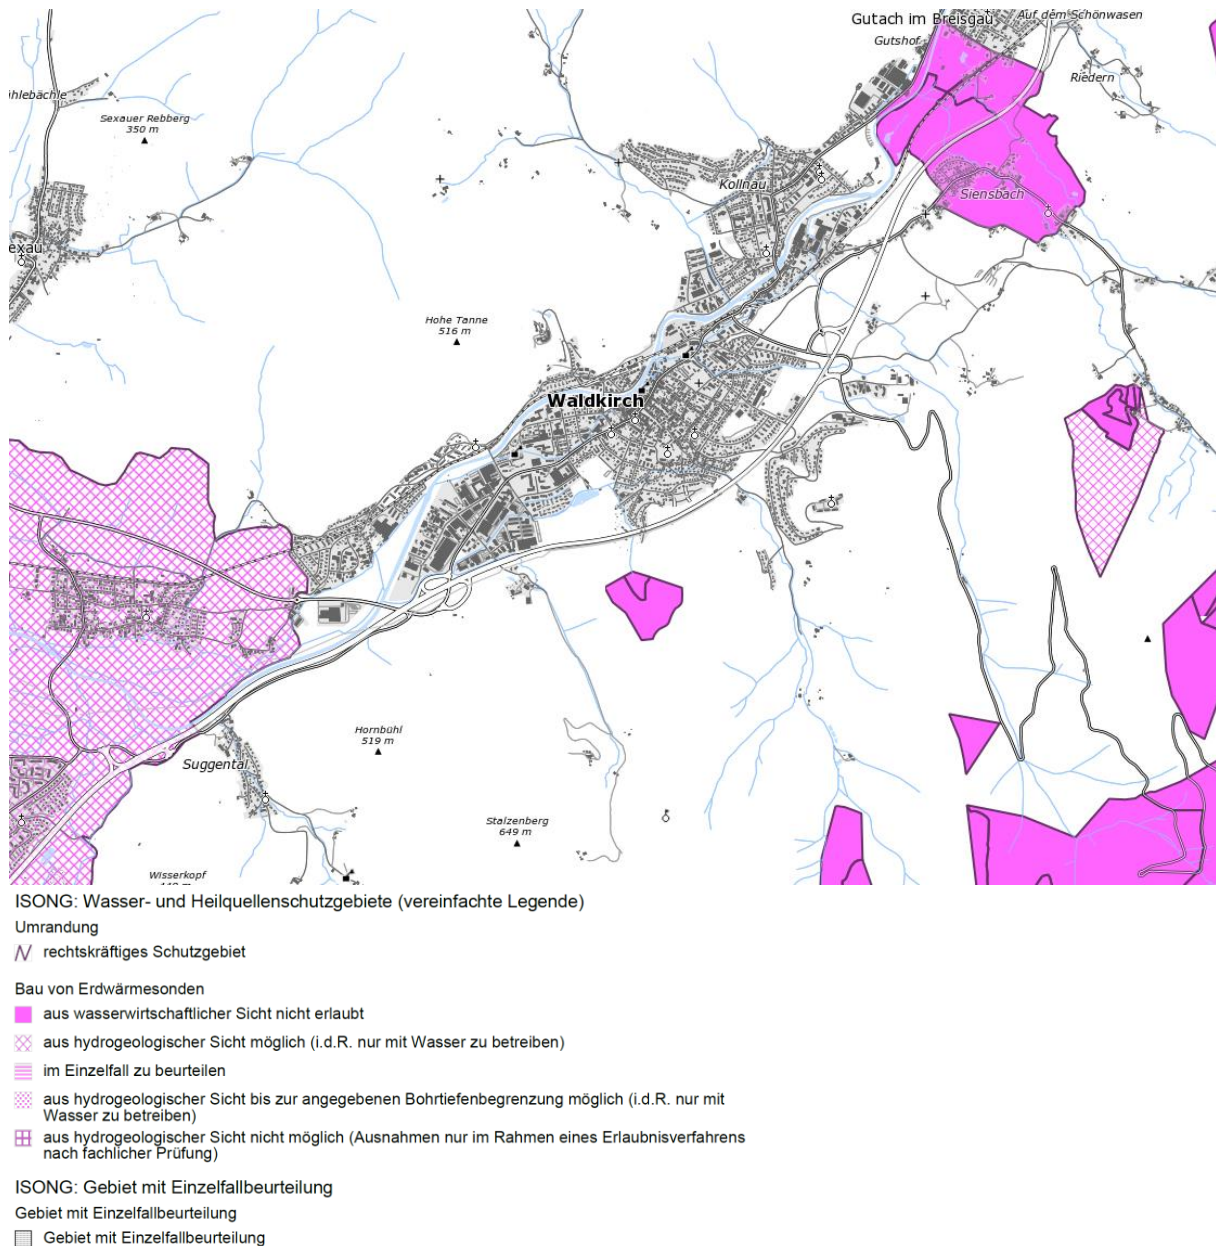 Gutach im Breisgau
Auf dem Schönwasen
Gutshof
Riedern
Sexauer Rebberg
350 m
Kollnau
Siensbach
Hohe Tanne
516 m
Waldkirch
Hornbühl
519 m
Suggental
Stalzenberg
649 m
Wisserkopf
ISONG: Wasser- und Heilquellenschutzgebiete (vereinfachte Legende)
Umrandung
rechtskräftiges Schutzgebiet
Bau von Erdwärmesonden
aus wasserwirtschaftlicher Sicht nicht erlaubt
aus hydrogeologischer Sicht möglich (i.d.R. nur mit Wasser zu betreiben)
im Einzelfall zu beurteilen
aus hydrogeologischer Sicht bis zur angegebenen Bohrtiefenbegrenzung möglich (i.d.R. nur mit
Wasser zu betreiben)
aus hydrogeologischer Sicht nicht möglich (Ausnahmen nur im Rahmen eines Erlaubnisverfahrens
nach fachlicher Prüfung)
ISONG: Gebiet mit Einzelfallbeurteilung
Gebiet mit Einzelfallbeurteilung
Gebiet mit Einzelfallbeurteilung